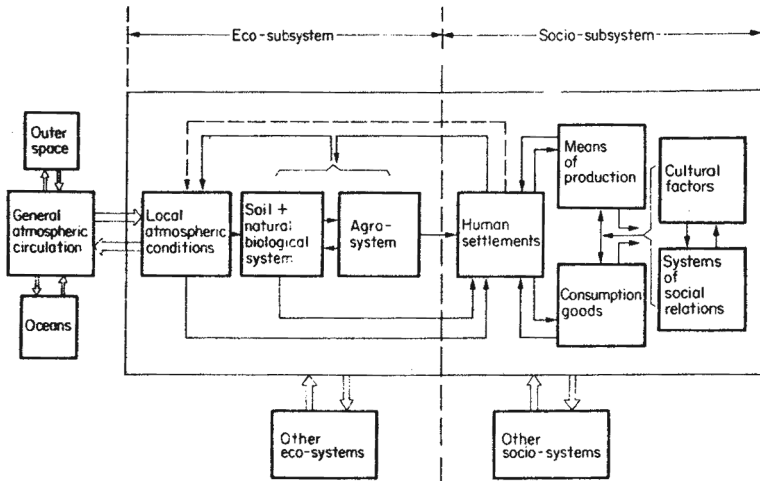 Eco-subsystem
Socio-subsystem
Outer
space
General
atmospheric
circulation
Oceans
Local
atmospheric
conditions
Soil +
natural
biological
system
Agro-
system
Human
settlements
Means
of
production
Consumption
goods
Cultural
factors
Systems
of
social
relations
Other
eco-systems
Other
socio-systems